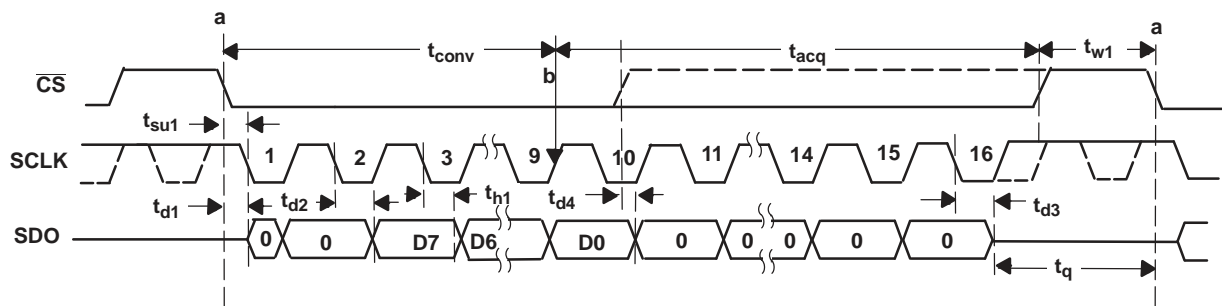 a a
tconv tacq tw1
b
CS
tsu1
SCLK 1 2 3 9 10 11 14 15 16
td1 td2 th1 td4 td3
SDO 0 0 D7 D6 D0 0 0 0 0 0
tq